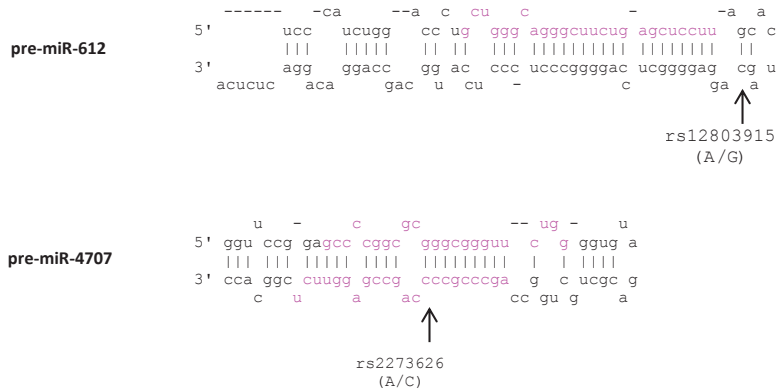 ------  -ca  --a c  cu  c  -  -a a
5' ucc ucugg ccu g ggg agggcuucug agcuccuu gc c
pre-miR-612
||| ||||| || | ||| |||||||||| |||||||| || u
3' agg ggacc gg ac ccc ucccggggac ucggggag cg u
acucuc aca gac u cu - c ga a
rs12803915
(A/G)
u - c gc -- ug - u
5' ggu ccg gagcc cggc gggcggguu c g ggug a
pre-miR-4707
||| ||| ||||| |||| ||||||||| | | ||||
3' cca ggc cuugg gccg cccgcccga g c ucgc g
c u a ac cc gu g a
rs2273626
(A/C)